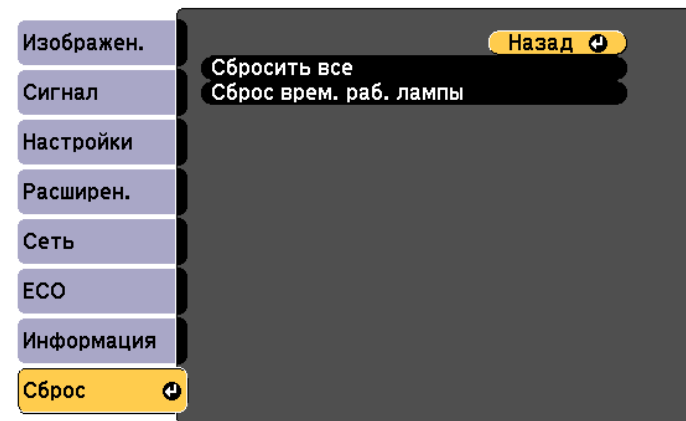 Изображен.
Сигнал
Настройки
Расширен.
Сеть
ECO
Информация
Сброс
Назад
Сбросить все
Сброс врем. раб. лампы